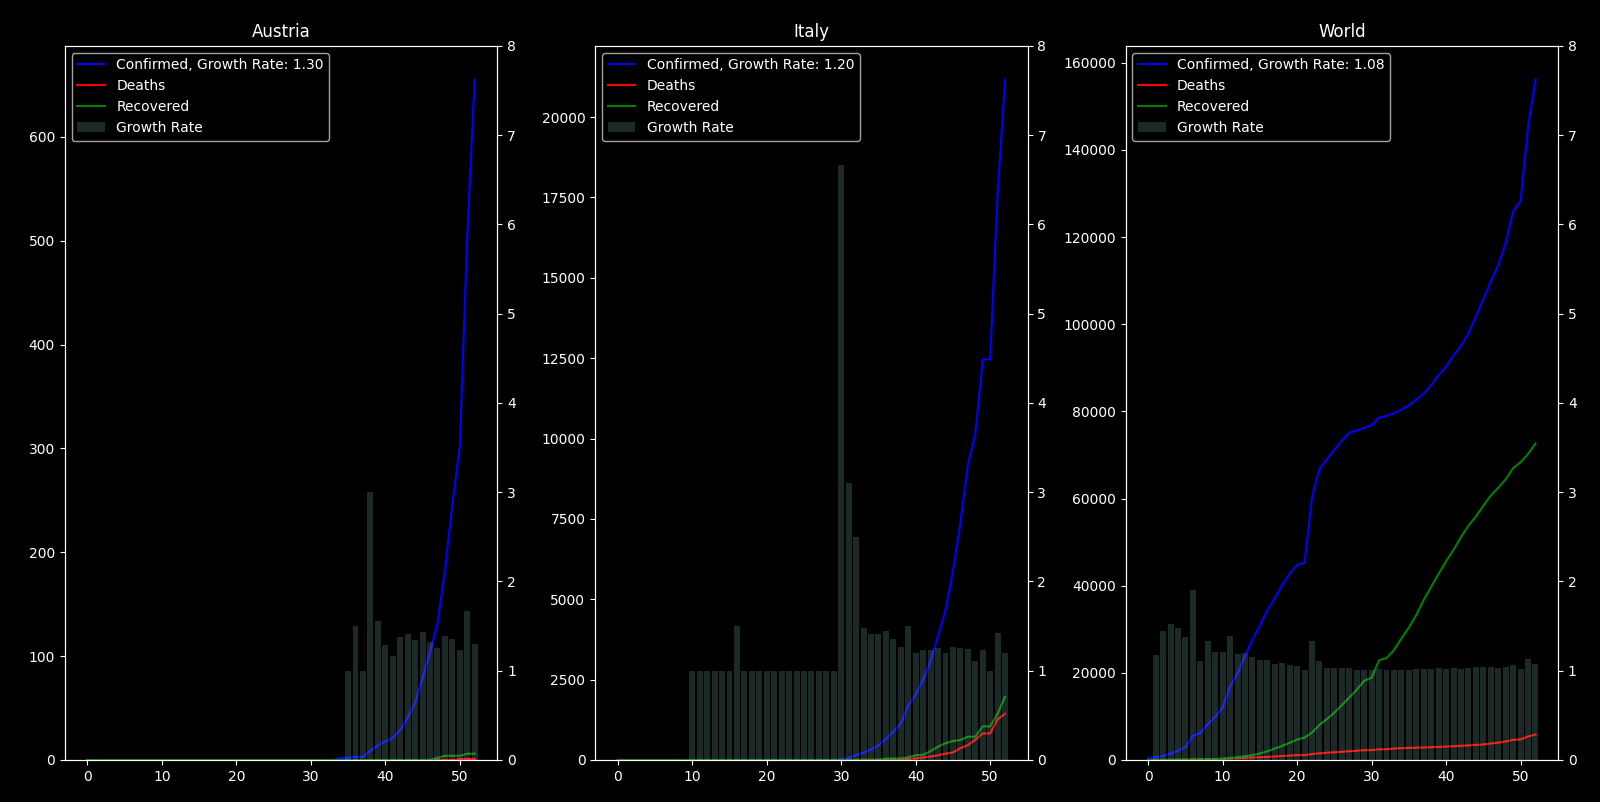 Austria
Confirmed, Growth Rate: 1.30
Deaths
Recovered
Growth Rate
600
500
400
300
200
100
0
8
7
6
5
4
3
2
1
0
0 10 20 30 40 50
Italy
Confirmed, Growth Rate: 1.20
Deaths
Recovered
Growth Rate
20000
17500
15000
12500
10000
7500
5000
2500
0
8
7
6
5
4
3
2
1
0
0 10 20 30 40 50
World
Confirmed, Growth Rate: 1.08
Deaths
Recovered
Growth Rate
160000
140000
120000
100000
80000
60000
40000
20000
0
8
7
6
5
4
3
2
1
0
0 10 20 30 40 50